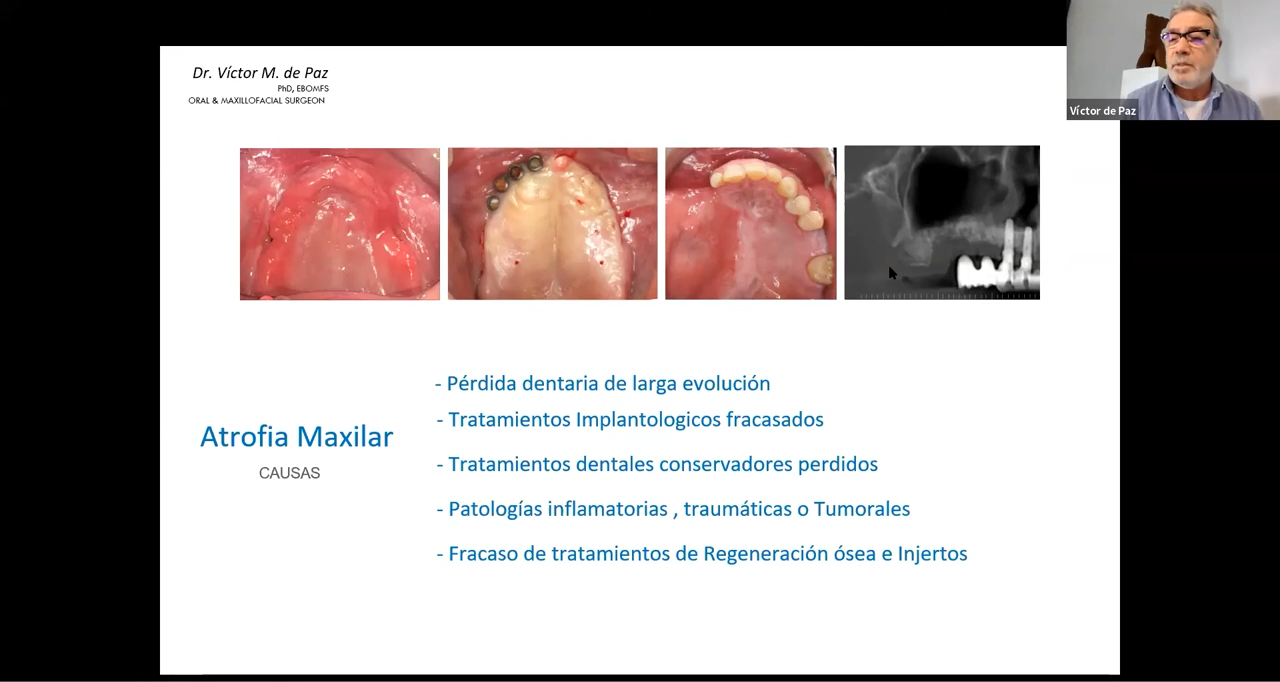 Dr. Víctor M. de Paz
PhD, EBOMFS
ORAL & MAXILLOFACIAL SURGEON
Víctor de Paz
- Pérdida dentaria de larga evolución
- Tratamientos Implantologicos fracasados
Atrofia Maxilar
CAUSAS
- Tratamientos dentales conservadores perdidos
- Patologías inflamatorias , traumáticas o Tumorales
- Fracaso de tratamientos de Regeneración ósea e Injertos